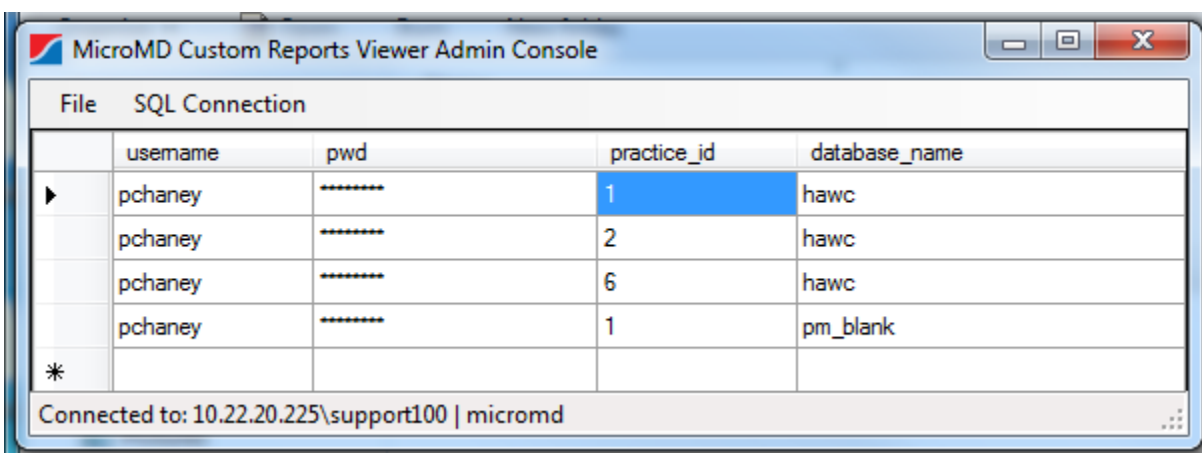 MicroMD Custom Reports Viewer Admin Console
File SQL Connection
username pwd practice_id database_name
pchaney ******** 1 hawc
pchaney ******** 2 hawc
pchaney ******** 6 hawc
pchaney ******** 1 pm_blank
Connected to: 10.22.20.225\support100 | micromd